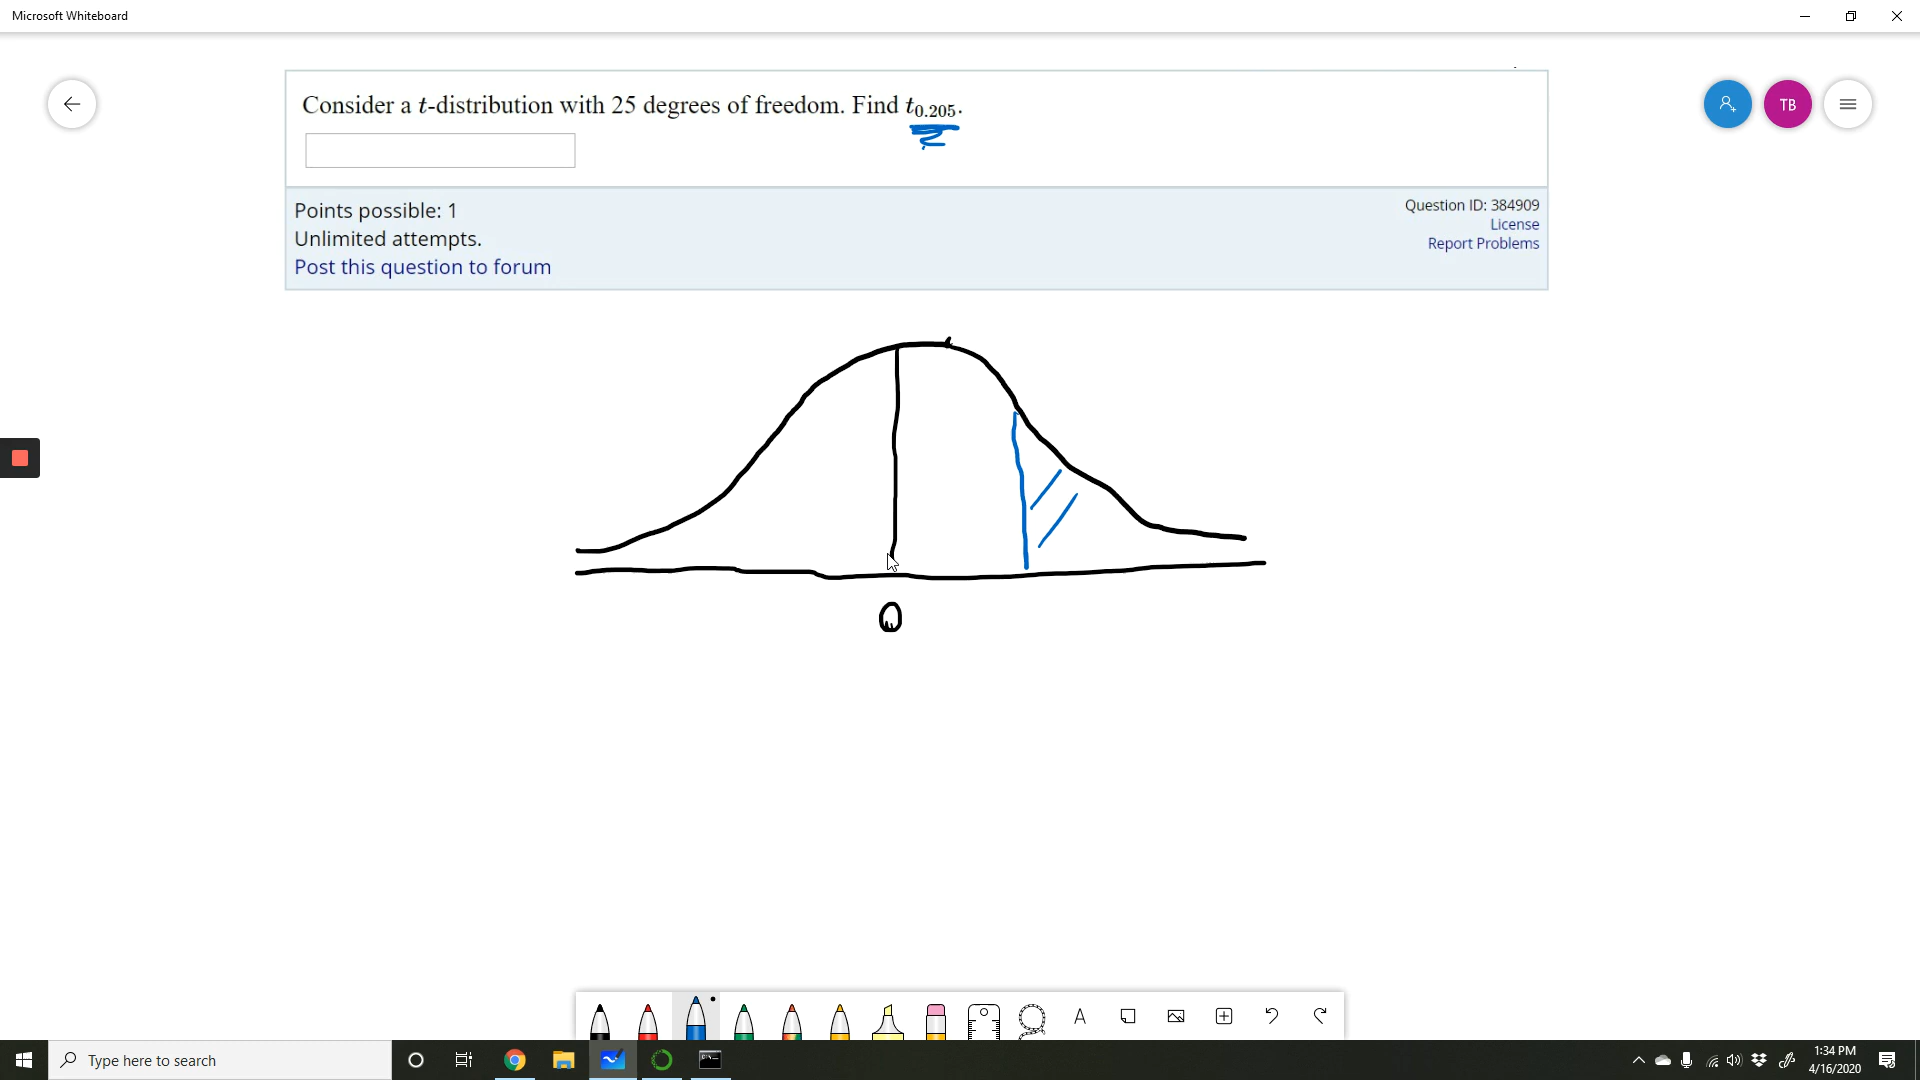 Microsoft Whiteboard
Consider a t-distribution with 25 degrees of freedom. Find t0.205.
TB
Points possible: 1
Unlimited attempts.
Post this question to forum
Question ID: 384909
License
Report Problems
0
A
Type here to search
1:34 PM
4/16/2020